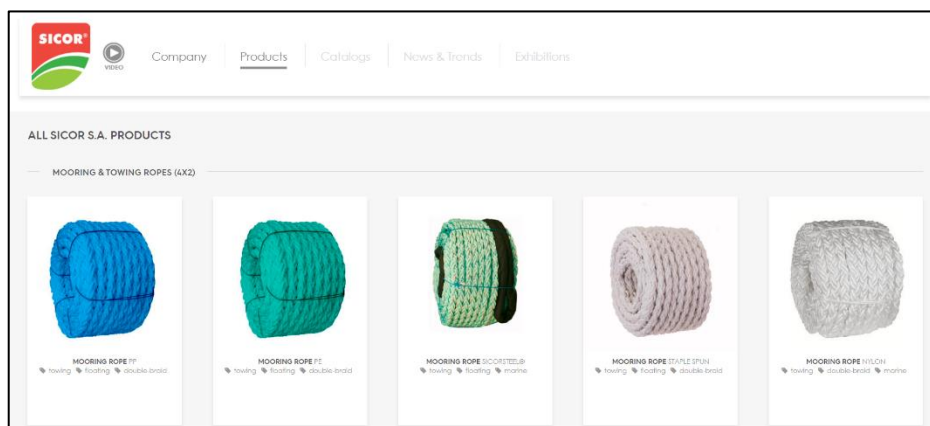 SICOR®
VIDEO
Company Products Catalogs News & Trends Exhibitions
ALL SICOR S.A. PRODUCTS
MOORING & TOWING ROPES (4X2)
MOORING ROPE PP
towing floating double-braid
MOORING ROPE PE
towing floating double-braid
MOORING ROPE SICORSTEEL®
towing floating marine
MOORING ROPE STAPLE SPUN
towing floating double-braid
MOORING ROPE NYLON
towing double-braid marine